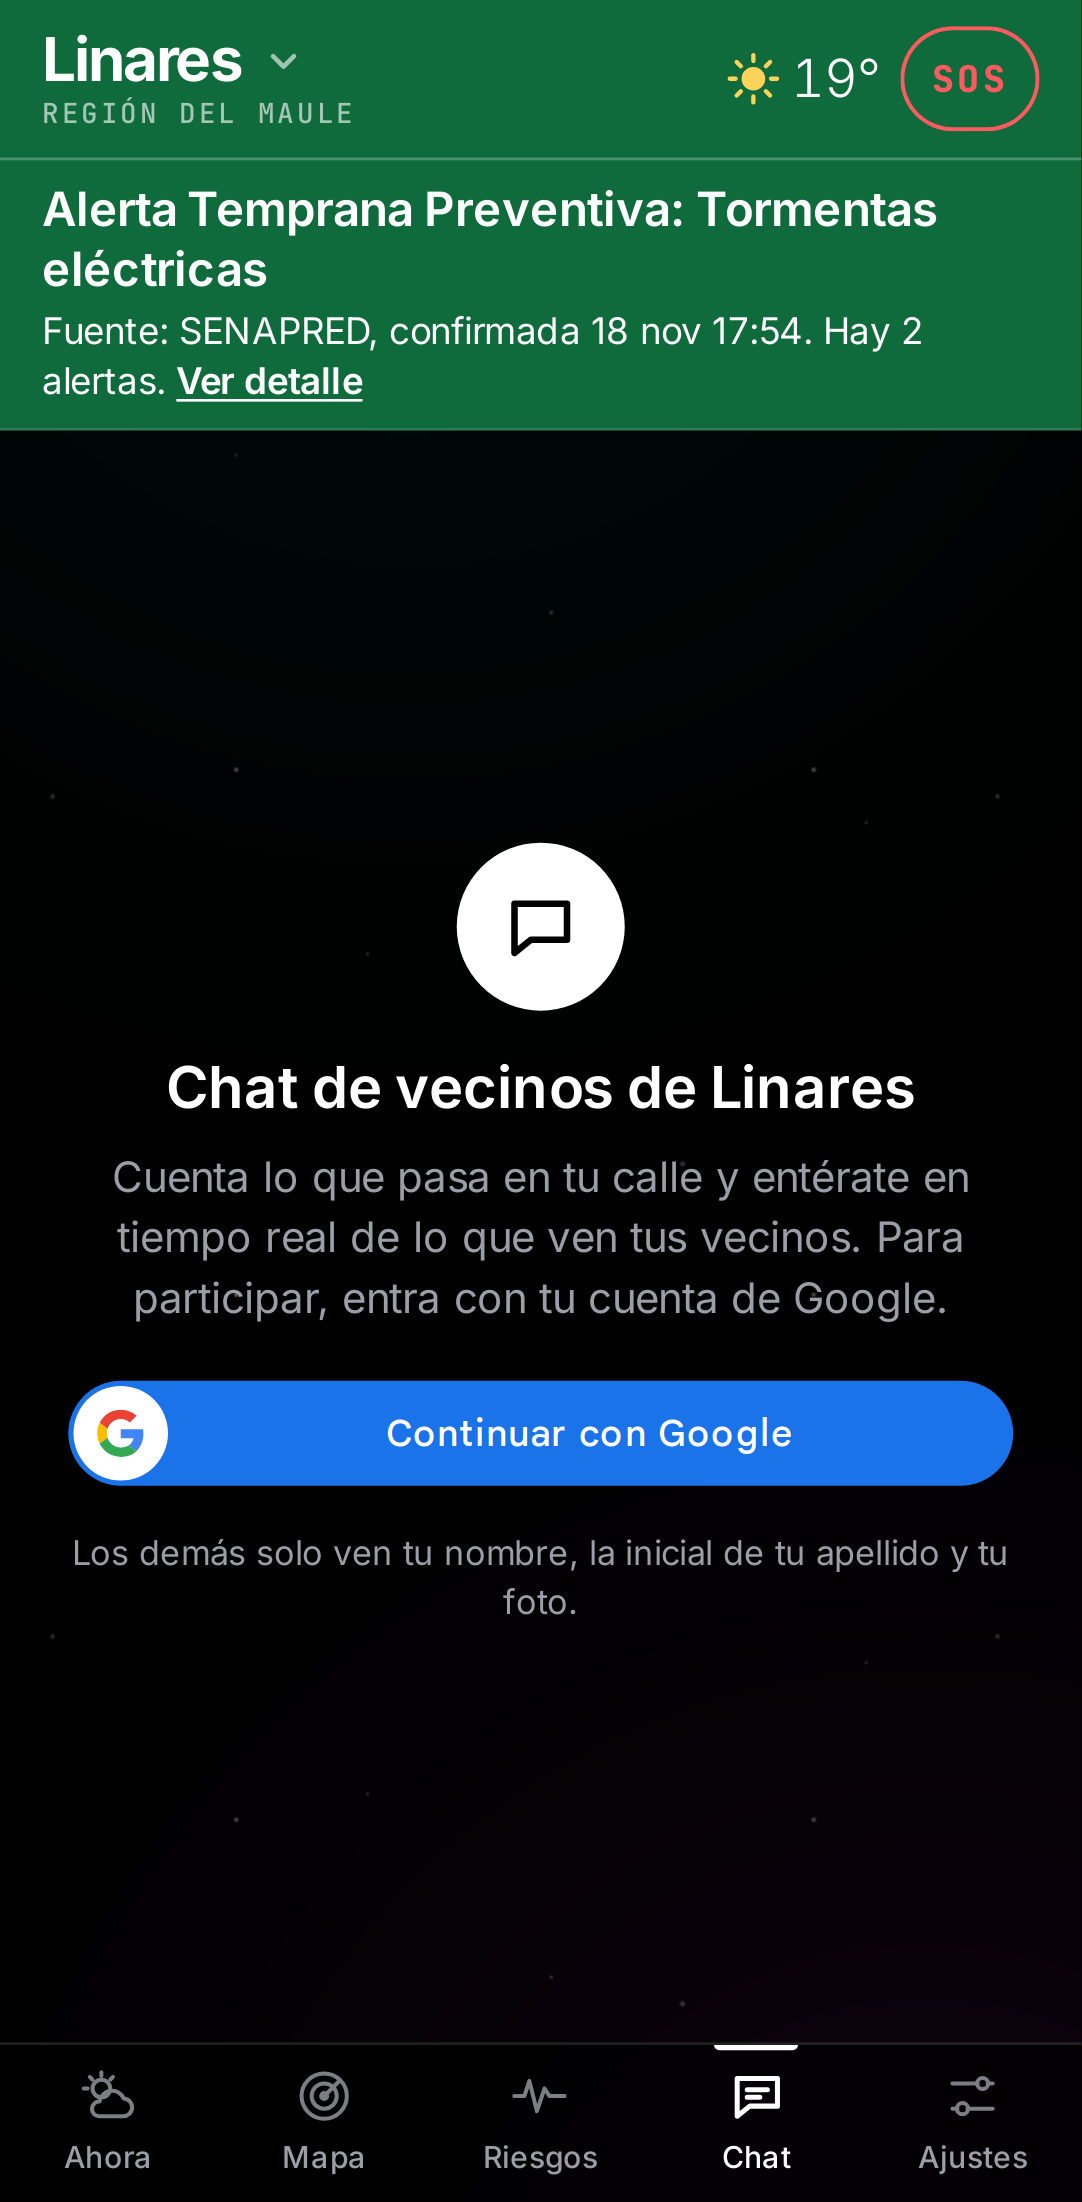 Linares
REGIÓN DEL MAULE
19°
SOS
Alerta Temprana Preventiva: Tormentas
eléctricas
Fuente: SENAPRED, confirmada 18 nov 17:54. Hay 2
alertas. Ver detalle
Chat de vecinos de Linares
Cuenta lo que pasa en tu calle y entérate en
tiempo real de lo que ven tus vecinos. Para
participar, entra con tu cuenta de Google.
Continuar con Google
Los demás solo ven tu nombre, la inicial de tu apellido y tu
foto.
Ahora
Mapa
Riesgos
Chat
Ajustes